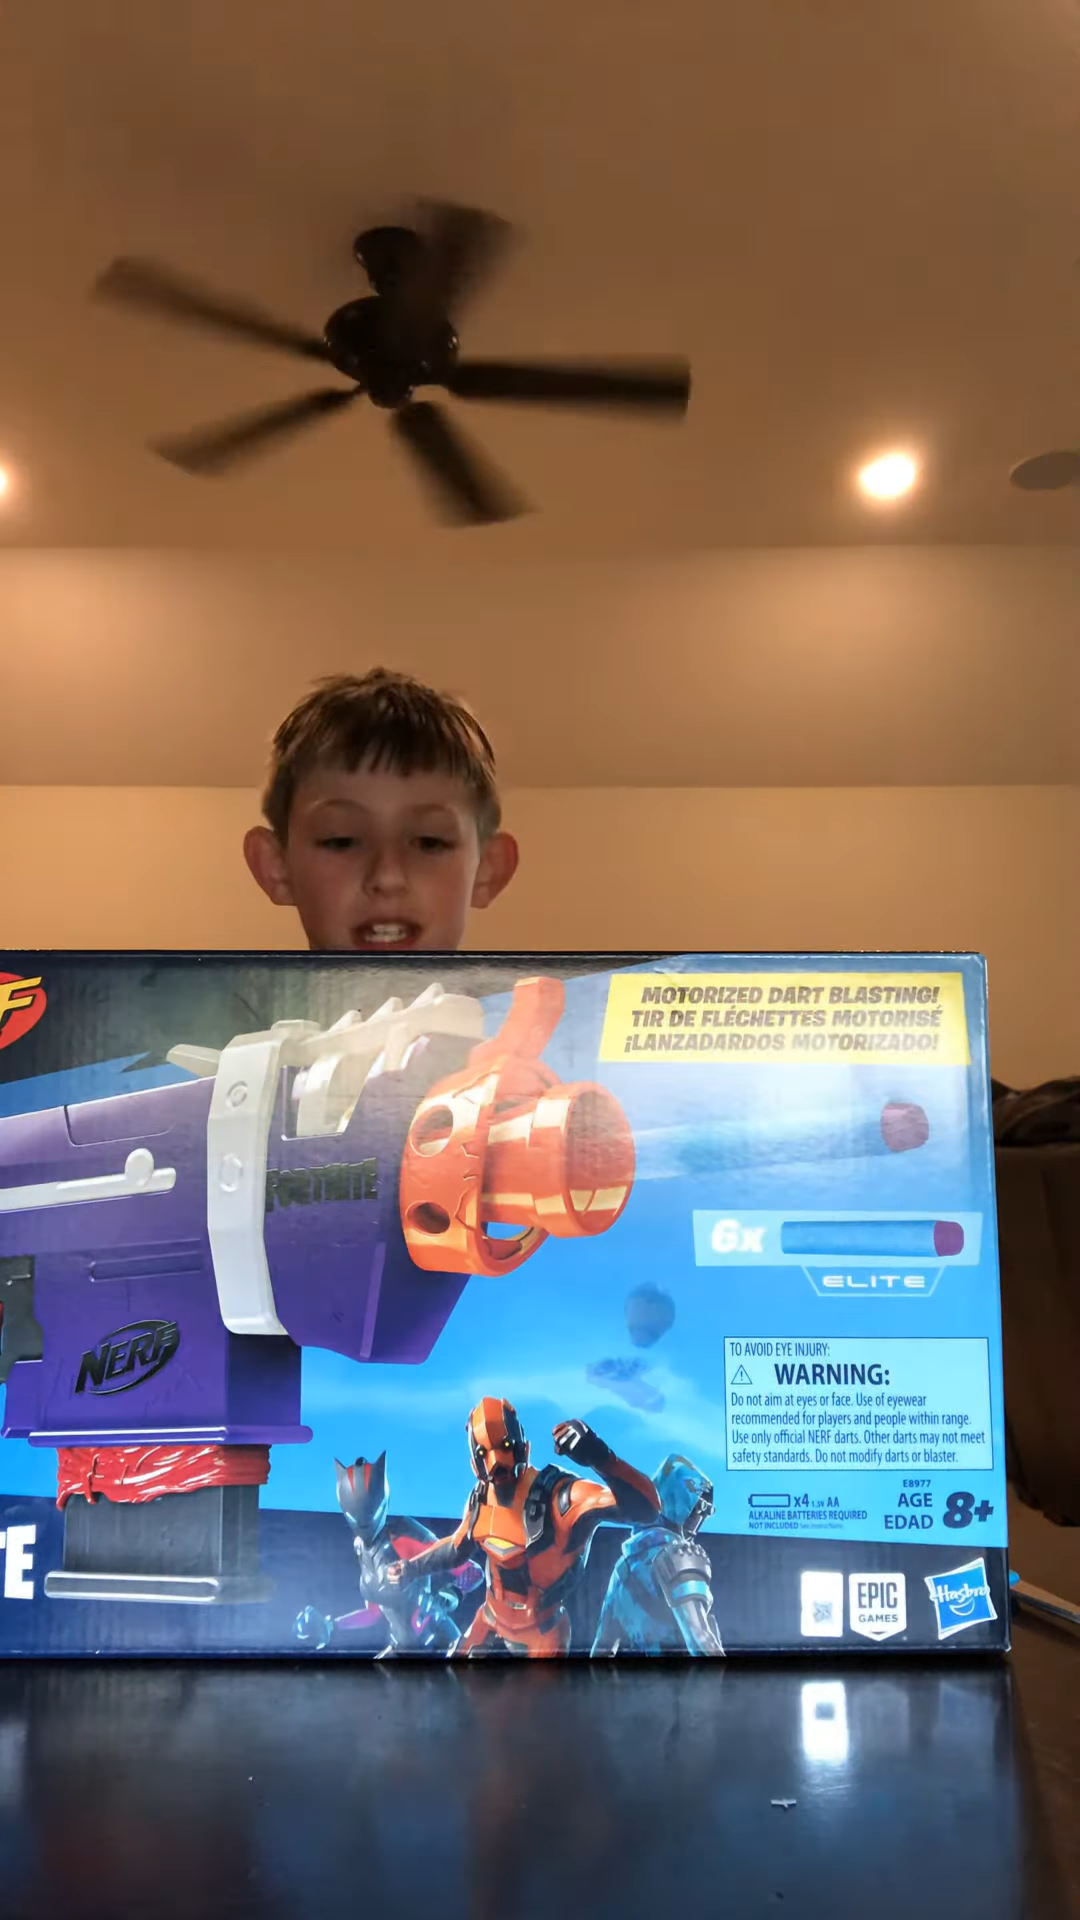 F
MOTORIZED DART BLASTING!
TIR DE FLÉCHETTES MOTORISÉ
¡LANZADARDOS MOTORIZADO!
FORTNITE
6x
ELITE
NERF
TO AVOID EYE INJURY:
WARNING:
Do not aim at eyes or face. Use of eyewear
recommended for players and people within range.
Use only official NERF darts. Other darts may not meet
safety standards. Do not modify darts or blaster.
E8977
x4 1.5V AA
ALKALINE BATTERIES REQUIRED
NOT INCLUDED
AGE
EDAD
8+
TE
EPIC
GAMES
Hasbro